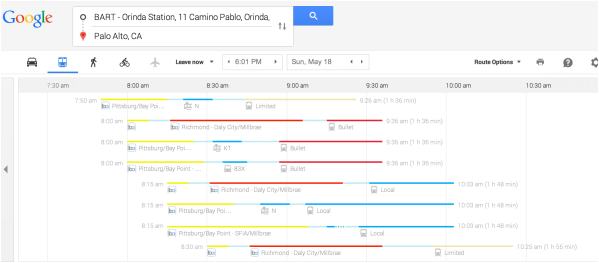 Google
BART - Orinda Station, 11 Camino Pablo, Orinda,
Palo Alto, CA
Leave now 6:01 PM Sun, May 18 Route Options
7:30 am 8:00 am 8:30 am 9:00 am 9:30 am 10:00 am 10:30 am
7:50 am 9:26 am (1 h 36 min)
Pittsburg/Bay Poi... N Limited
8:00 am 9:36 am (1 h 36 min)
Richmond - Daly City/Millbrae Bullet
8:00 am 9:36 am (1 h 36 min)
Pittsburg/Bay Poi... KT Bullet
8:00 am 9:36 am (1 h 36 min)
Pittsburg/Bay Point - ... 83X Bullet
8:15 am 10:03 am (1 h 48 min)
Richmond - Daly City/Millbrae Local
8:15 am 10:03 am (1 h 48 min)
Pittsburg/Bay Poi... N Local
8:15 am 10:03 am (1 h 48 min)
Pittsburg/Bay Point - SFIA/Millbrae Local
8:30 am 10:25 am (1 h 55 min)
Richmond - Daly City/Millbrae Limited